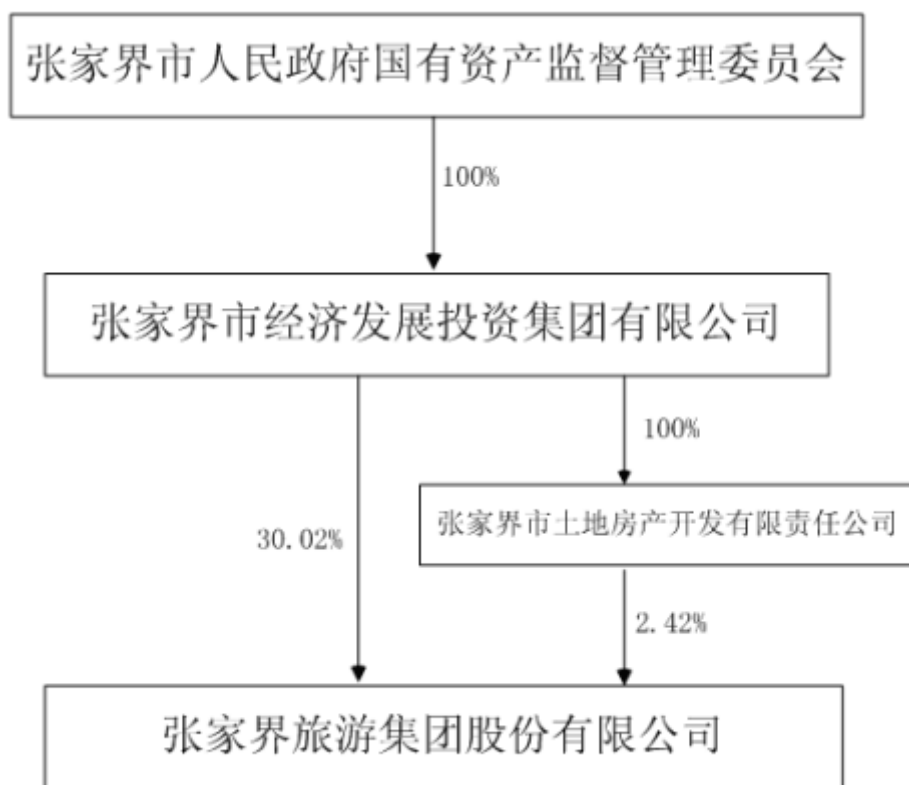 张家界市人民政府国有资产监督管理委员会
100%
张家界市经济发展投资集团有限公司
100%
张家界市土地房产开发有限责任公司
30.02%
2.42%
张家界旅游集团股份有限公司